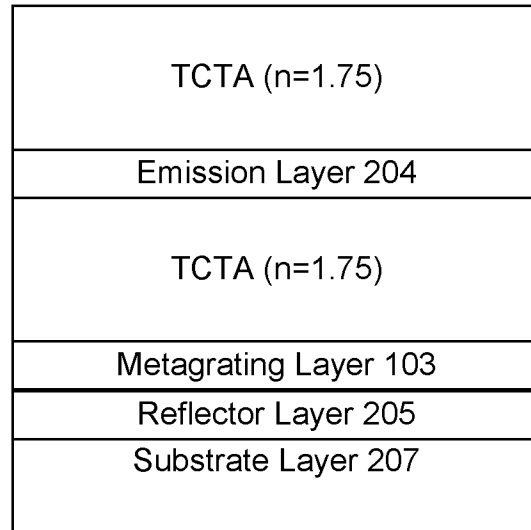 TCTA (n=1.75)
Emission Layer 204
TCTA (n=1.75)
Metagrating Layer 103
Reflector Layer 205
Substrate Layer 207